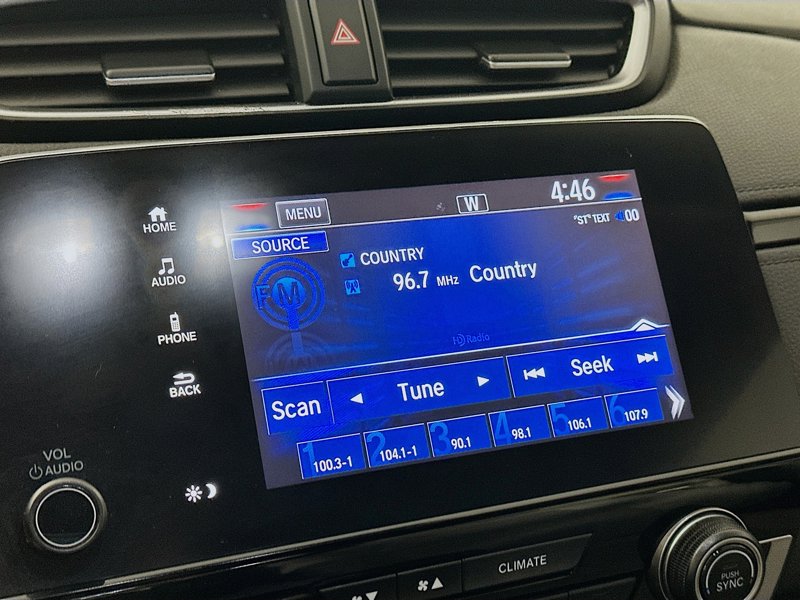 MENU
W
4:46
SOURCE
COUNTRY
"ST" TEXT
00
FM
96.7 MHz Country
HD Radio
Scan
Tune
Seek
1 100.3-1
2 104.1-1
3 90.1
4 98.1
5 106.1
6 107.9
HOME
AUDIO
PHONE
BACK
VOL
AUDIO
CLIMATE
PUSH
SYNC